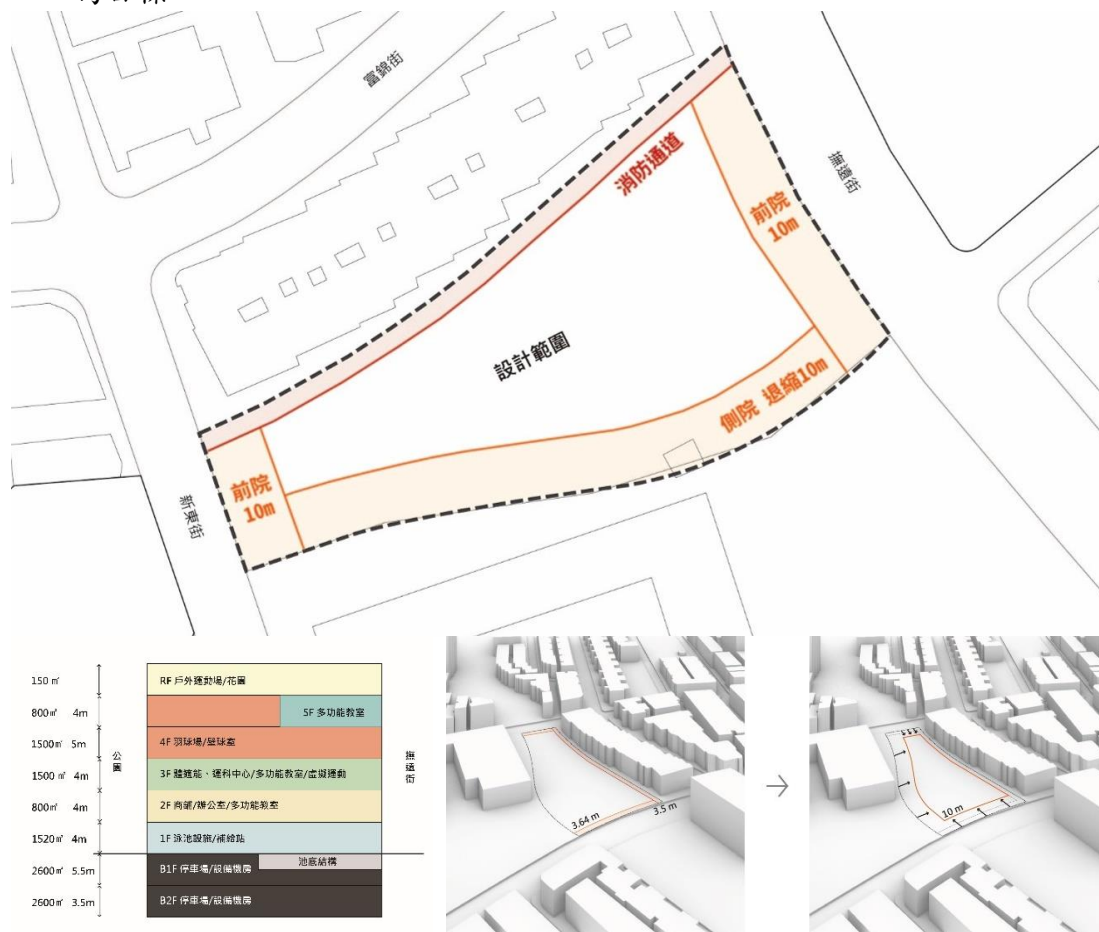 富錦街
消防通道
撫遠街
前院
10m
設計範圍
側院 退縮10m
前院
10m
新東街
150 ㎡
RF 戶外運動場/花園
800㎡ 4m
5F 多功能教室
1500㎡ 5m
4F 羽球場/壁球室
公園
撫遠街
1500 ㎡ 4m
3F 體適能、運科中心/多功能教室/虛擬運動
800㎡ 4m
2F 商舖/辦公室/多功能教室
1520㎡ 4m
1F 泳池設施/補給站
池底結構
2600㎡ 5.5m
B1F 停車場/設備機房
2600㎡ 3.5m
B2F 停車場/設備機房
3.64 m
3.5 m
10 m